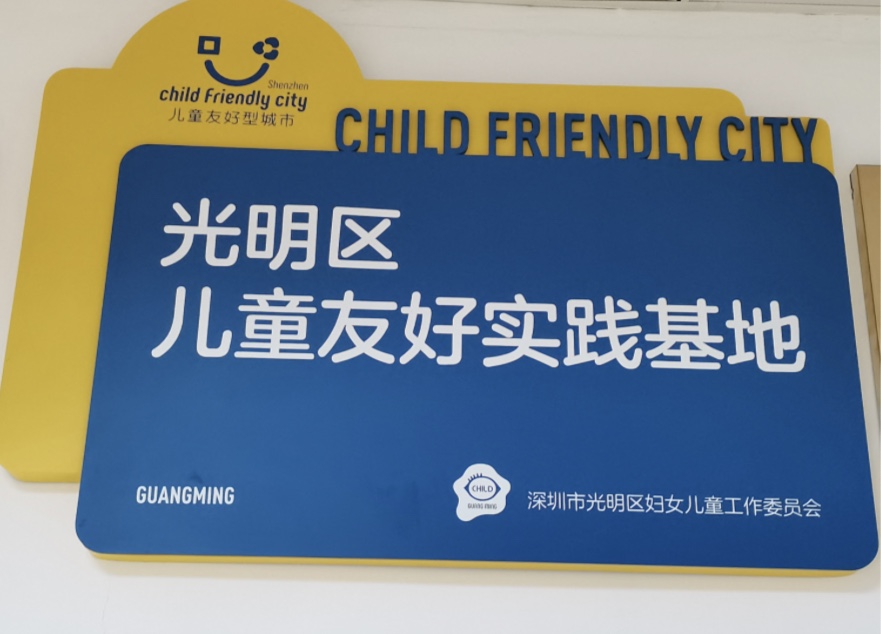 Shenzhen
child friendly city
儿童友好型城市
CHILD FRIENDLY CITY
光明区
儿童友好实践基地
GUANGMING
CHILD
GUANG MING
深圳市光明区妇女儿童工作委员会